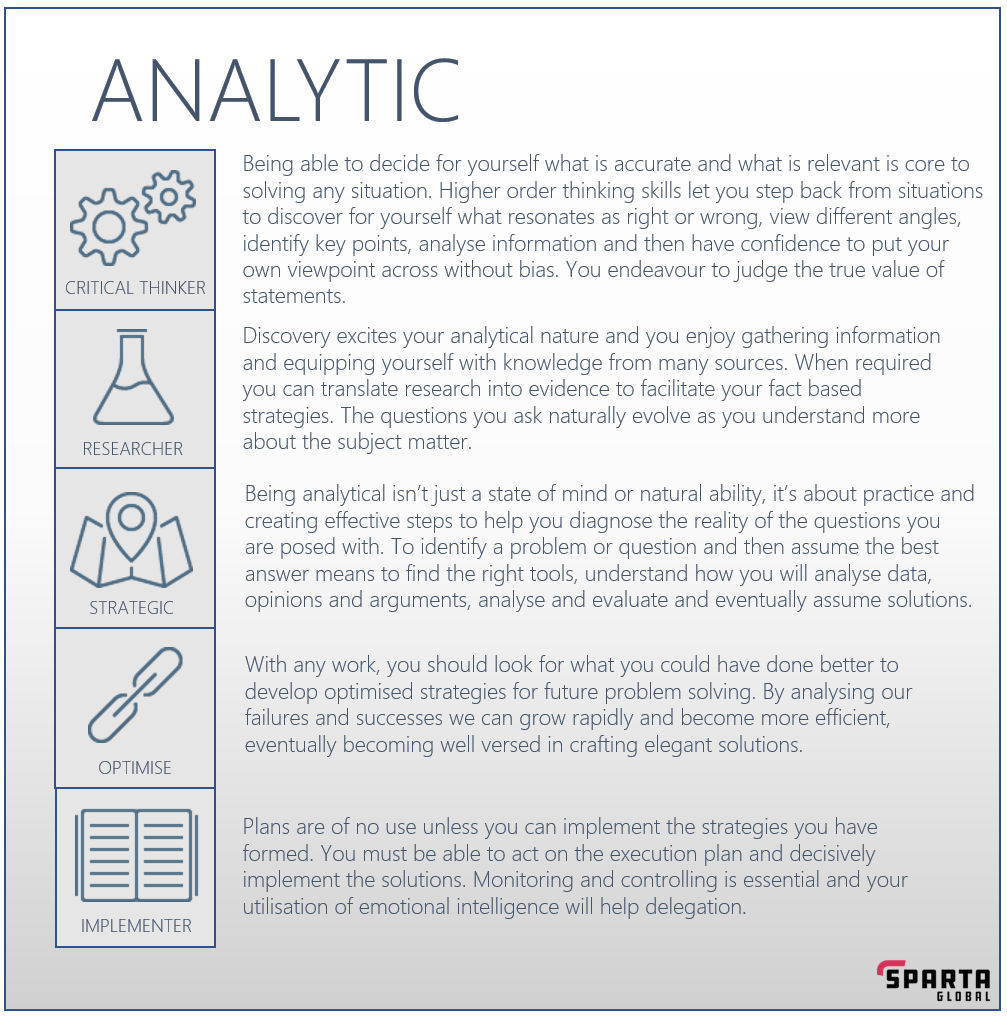 ANALYTIC
Being able to decide for yourself what is accurate and what is relevant is core to
solving any situation. Higher order thinking skills let you step back from situations
to discover for yourself what resonates as right or wrong, view different angles,
identify key points, analyse information and then have confidence to put your
own viewpoint across without bias. You endeavour to judge the true value of
statements.
CRITICAL THINKER
Discovery excites your analytical nature and you enjoy gathering information
and equipping yourself with knowledge from many sources. When required
you can translate research into evidence to facilitate your fact based
strategies. The questions you ask naturally evolve as you understand more
about the subject matter.
RESEARCHER
Being analytical isn't just a state of mind or natural ability, it's about practice and
creating effective steps to help you diagnose the reality of the questions you
are posed with. To identify a problem or question and then assume the best
answer means to find the right tools, understand how you will analyse data,
opinions and arguments, analyse and evaluate and eventually assume solutions.
STRATEGIC
With any work, you should look for what you could have done better to
develop optimised strategies for future problem solving. By analysing our
failures and successes we can grow rapidly and become more efficient,
eventually becoming well versed in crafting elegant solutions.
OPTIMISE
Plans are of no use unless you can implement the strategies you have
formed. You must be able to act on the execution plan and decisively
implement the solutions. Monitoring and controlling is essential and your
utilisation of emotional intelligence will help delegation.
IMPLEMENTER
SPARTA
GLOBAL